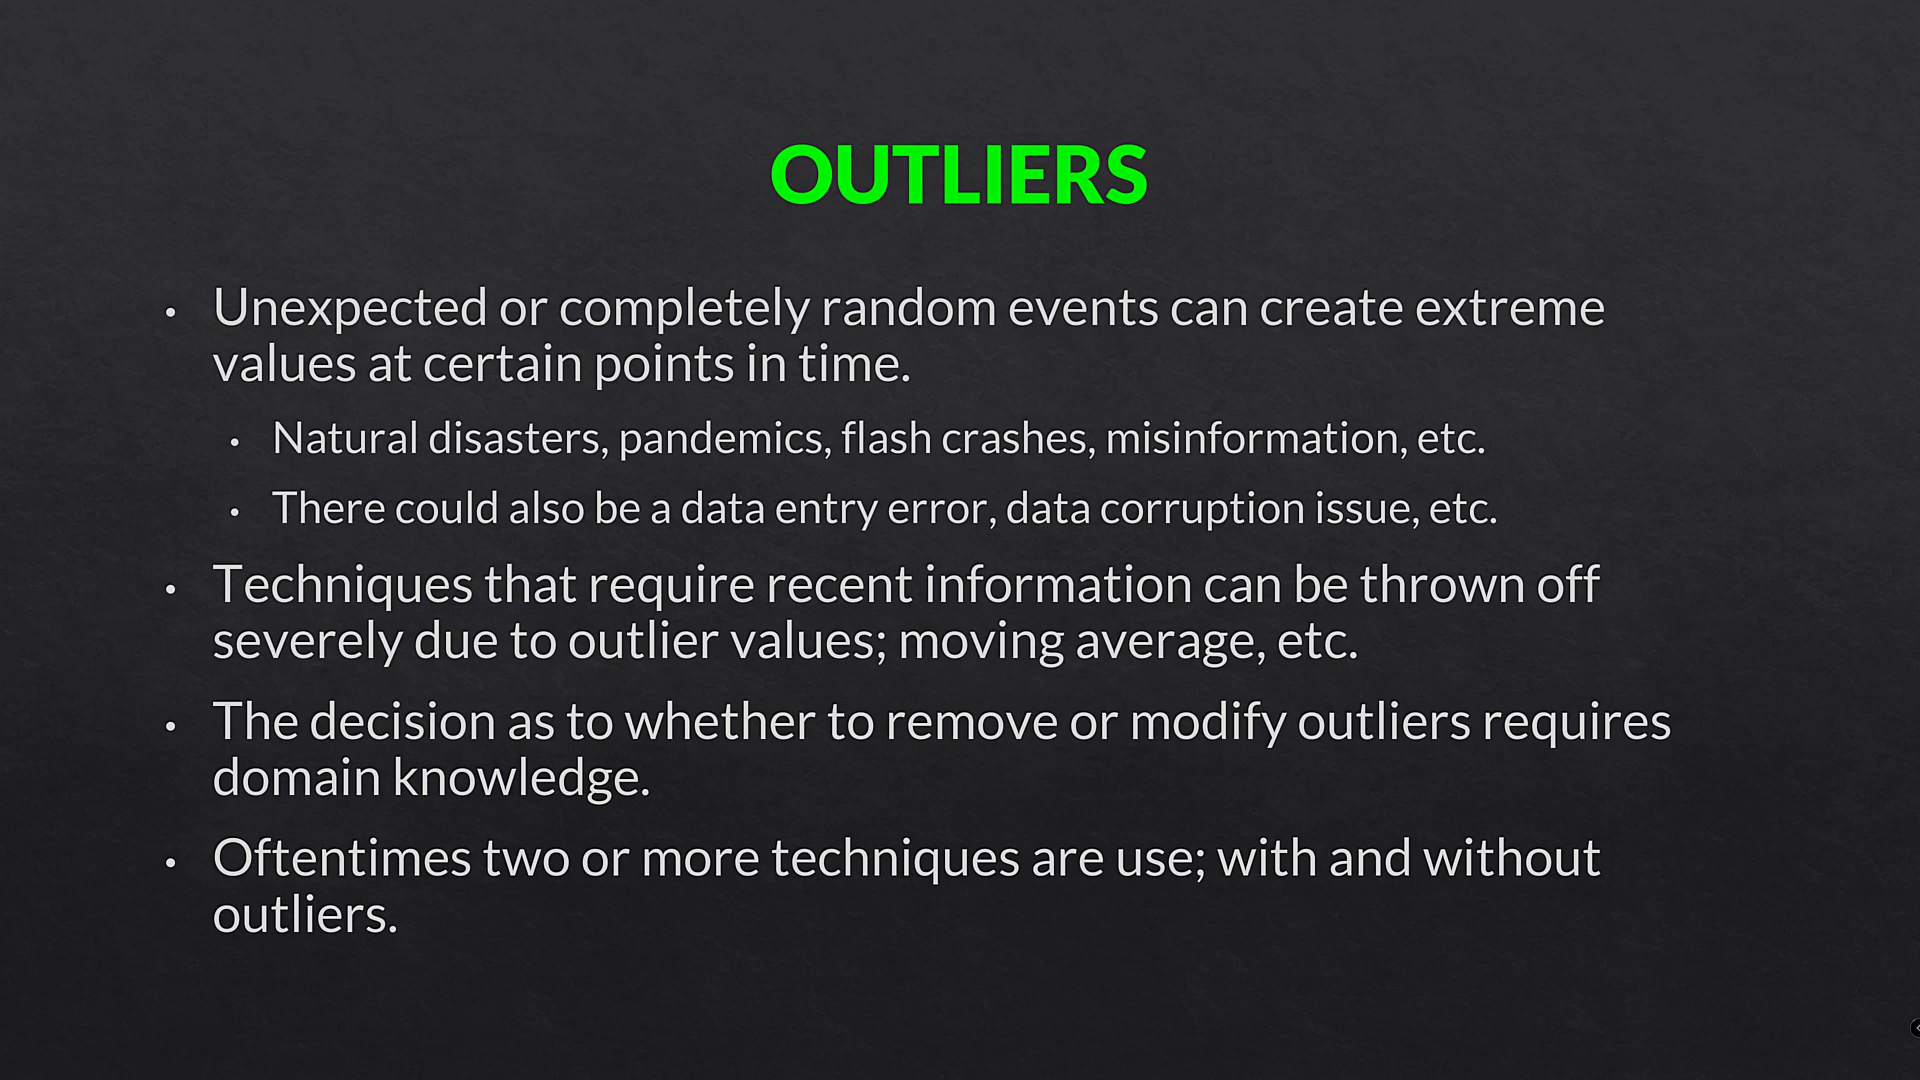 OUTLIERS
• Unexpected or completely random events can create extreme
values at certain points in time.
• Natural disasters, pandemics, flash crashes, misinformation, etc.
• There could also be a data entry error, data corruption issue, etc.
• Techniques that require recent information can be thrown off
severely due to outlier values; moving average, etc.
• The decision as to whether to remove or modify outliers requires
domain knowledge.
• Oftentimes two or more techniques are use; with and without
outliers.